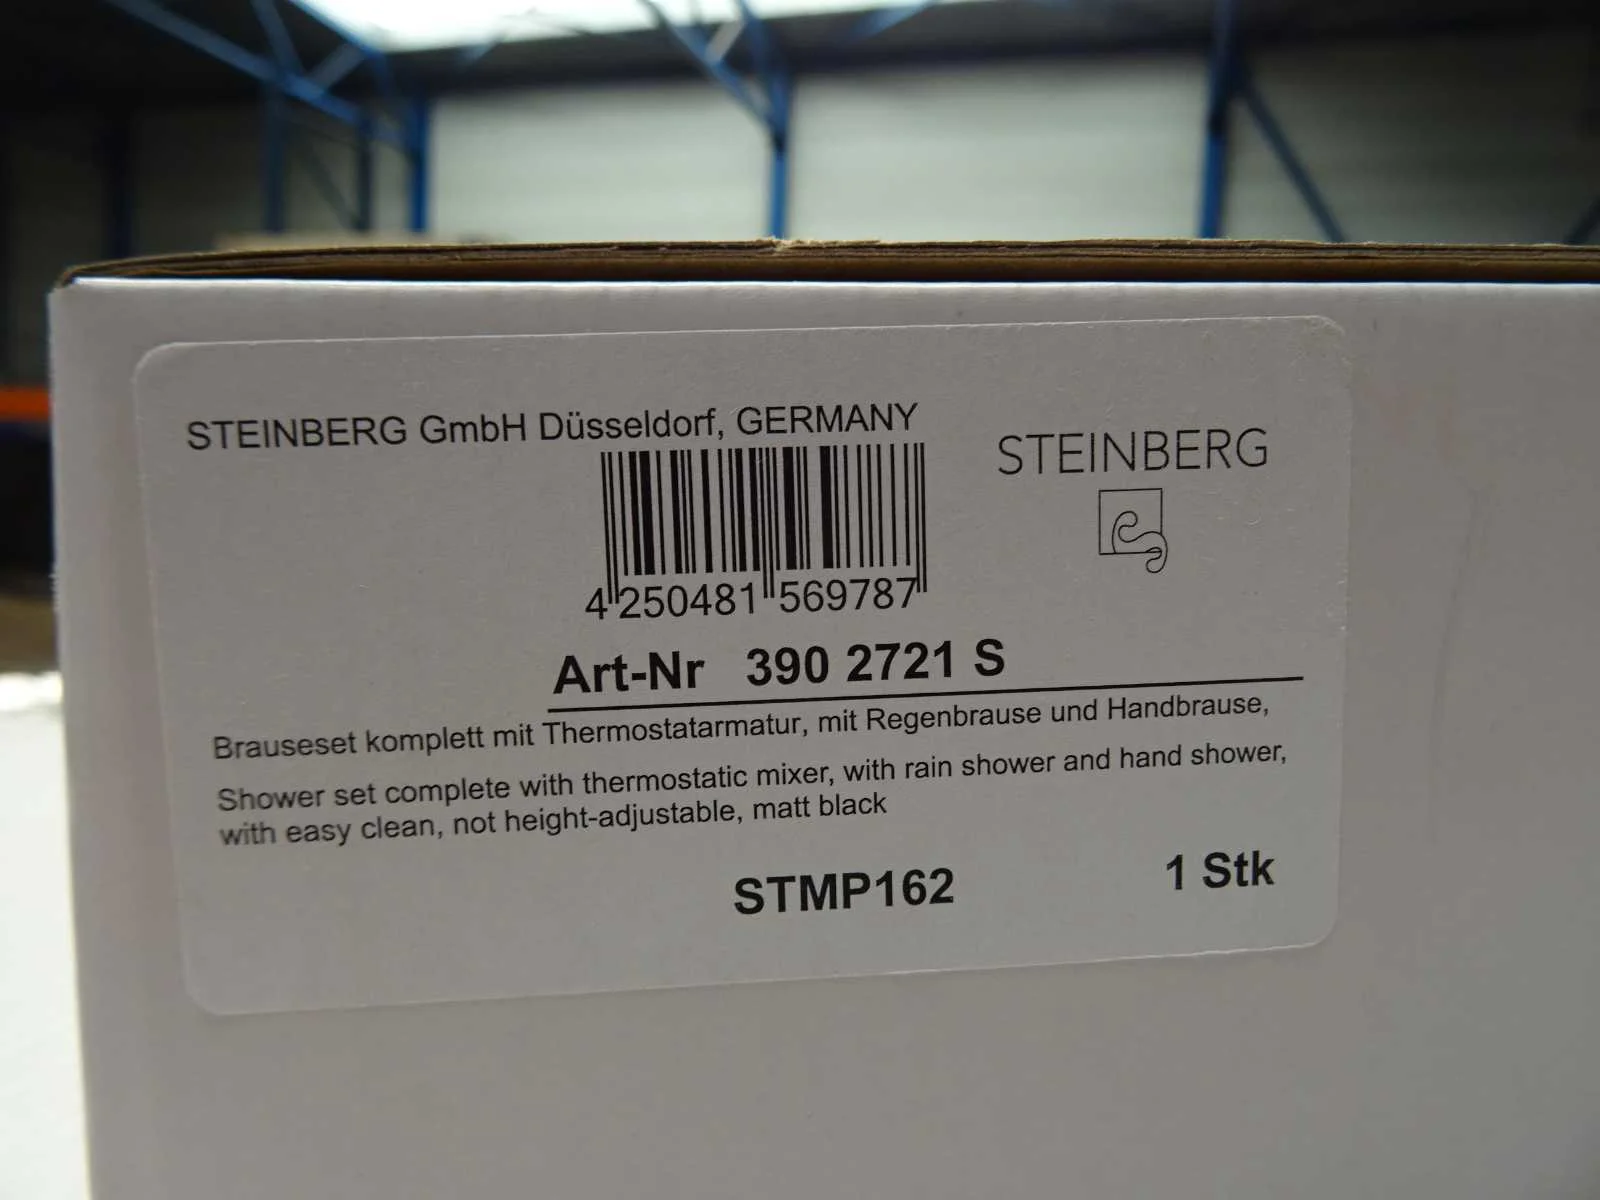 STEINBERG GmbH Düsseldorf, GERMANY
STEINBERG
4 250481 569787
Art-Nr 390 2721 S
Brauseset komplett mit Thermostatarmatur, mit Regenbrause und Handbrause,
Shower set complete with thermostatic mixer, with rain shower and hand shower,
with easy clean, not height-adjustable, matt black
STMP162 1 Stk